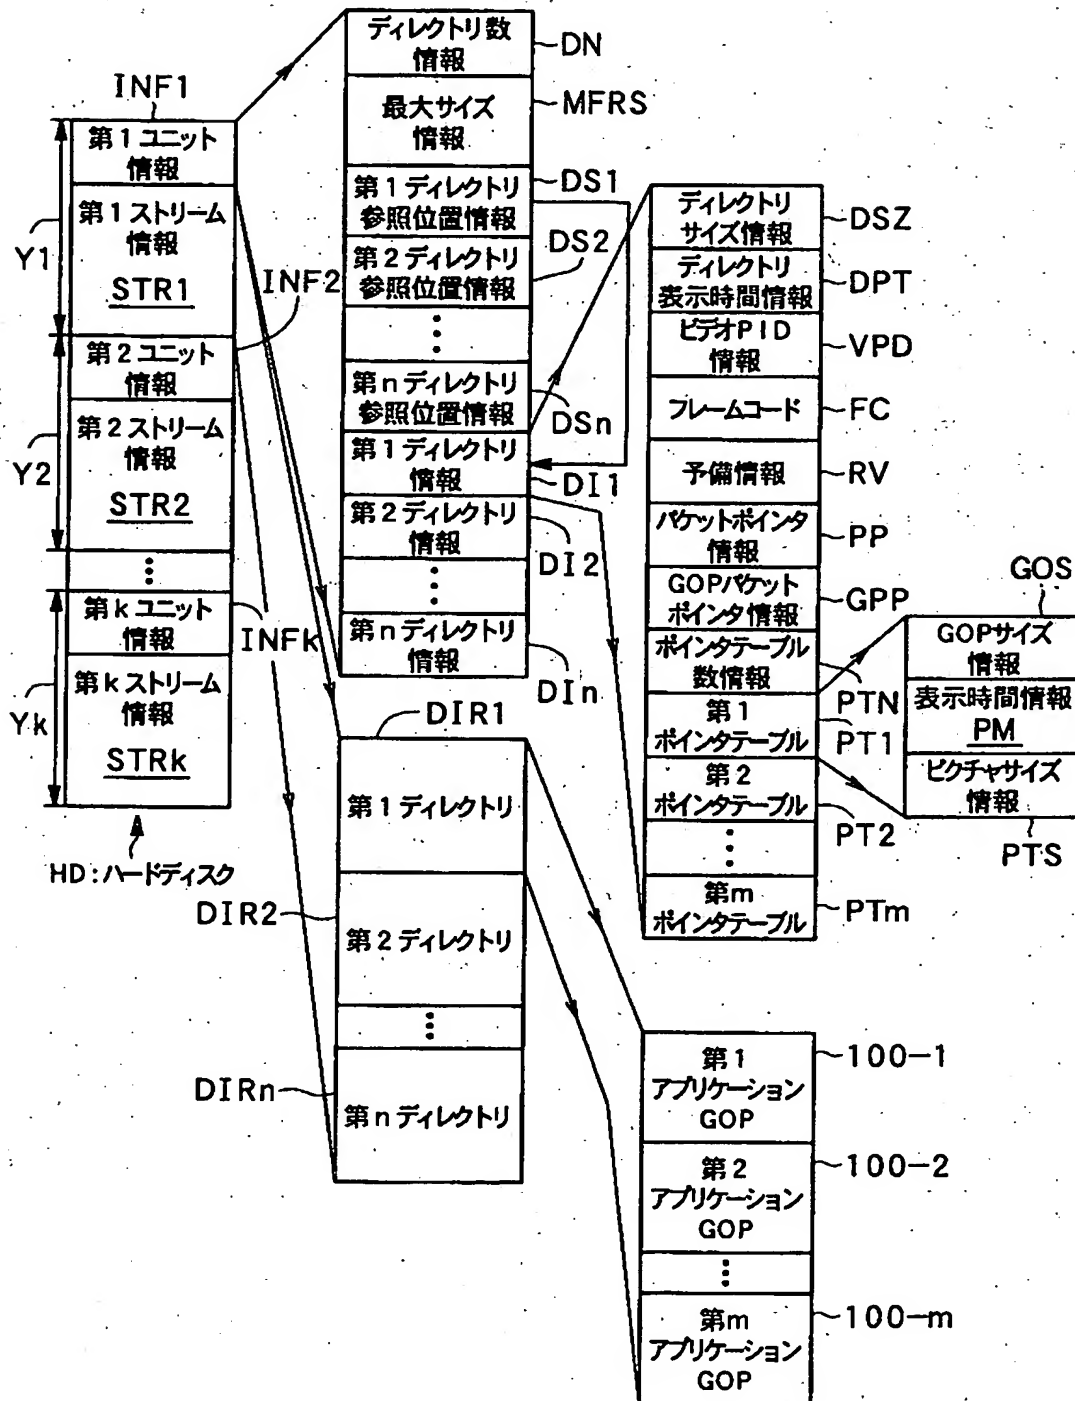 INF1
第1ユニット
情報
第1ストリーム
情報
STR1
Y1
INF2
第2ユニット
情報
第2ストリーム
情報
STR2
Y2
第kユニット
情報
INFk
第kストリーム
情報
STRk
Yk
HD:ハードディスク
ディレクトリ数
情報
DN
最大サイズ
情報
MFRS
第1ディレクトリ
参照位置情報
DS1
第2ディレクトリ
参照位置情報
DS2
第nディレクトリ
参照位置情報
DSn
第1ディレクトリ
情報
DI1
第2ディレクトリ
情報
DI2
第nディレクトリ
情報
DIn
ディレクトリ
サイズ情報
DSZ
ディレクトリ
表示時間情報
DPT
ビデオPID
情報
VPD
フレームコード
FC
予備情報
RV
パケットポインタ
情報
PP
GOPパケット
ポインタ情報
GPP
ポインタテーブル
数情報
PTN
第1
ポインタテーブル
PT1
第2
ポインタテーブル
PT2
第m
ポインタテーブル
PTm
GOS
GOPサイズ
情報
表示時間情報
PM
ピクチャサイズ
情報
PTS
DIR1
第1ディレクトリ
DIR2
第2ディレクトリ
DIRn
第nディレクトリ
第1
アプリケーション
GOP
100-1
第2
アプリケーション
GOP
100-2
第m
アプリケーション
GOP
100-m